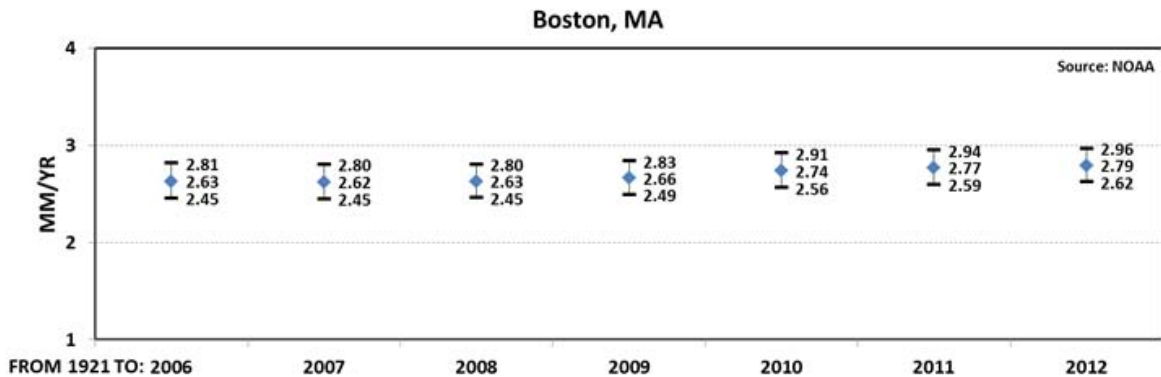 Boston, MA
4
Source: NOAA
3
2.81 2.80 2.80 2.83 2.91 2.94 2.96
2.63 2.62 2.63 2.66 2.74 2.77 2.79
2.45 2.45 2.45 2.49 2.56 2.59 2.62
MM/YR
2
1
FROM 1921 TO: 2006 2007 2008 2009 2010 2011 2012